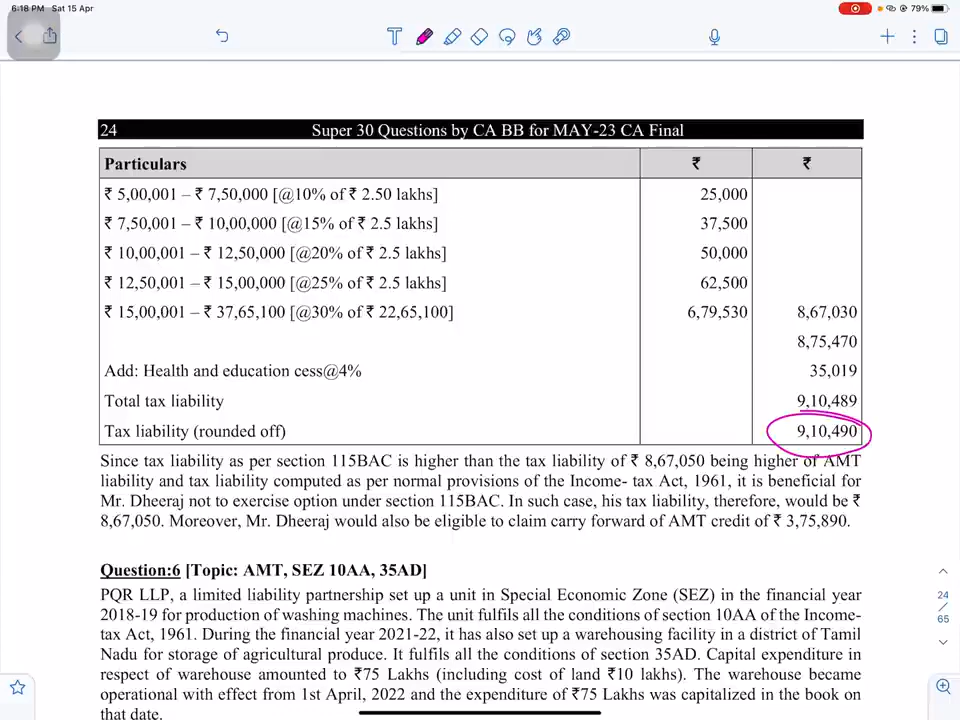 6:18 PM Sat 15 Apr
79%
24 Super 30 Questions by CA BB for MAY-23 CA Final
Particulars ₹ ₹
₹ 5,00,001 – ₹ 7,50,000 [@10% of ₹ 2.50 lakhs] 25,000
₹ 7,50,001 – ₹ 10,00,000 [@15% of ₹ 2.5 lakhs] 37,500
₹ 10,00,001 – ₹ 12,50,000 [@20% of ₹ 2.5 lakhs] 50,000
₹ 12,50,001 – ₹ 15,00,000 [@25% of ₹ 2.5 lakhs] 62,500
₹ 15,00,001 – ₹ 37,65,100 [@30% of ₹ 22,65,100] 6,79,530 8,67,030
8,75,470
Add: Health and education cess@4% 35,019
Total tax liability 9,10,489
Tax liability (rounded off) 9,10,490
Since tax liability as per section 115BAC is higher than the tax liability of ₹ 8,67,050 being higher of AMT
liability and tax liability computed as per normal provisions of the Income- tax Act, 1961, it is beneficial for
Mr. Dheeraj not to exercise option under section 115BAC. In such case, his tax liability, therefore, would be ₹
8,67,050. Moreover, Mr. Dheeraj would also be eligible to claim carry forward of AMT credit of ₹ 3,75,890.
Question:6 [Topic: AMT, SEZ 10AA, 35AD]
PQR LLP, a limited liability partnership set up a unit in Special Economic Zone (SEZ) in the financial year
2018-19 for production of washing machines. The unit fulfils all the conditions of section 10AA of the Income-
tax Act, 1961. During the financial year 2021-22, it has also set up a warehousing facility in a district of Tamil
Nadu for storage of agricultural produce. It fulfils all the conditions of section 35AD. Capital expenditure in
respect of warehouse amounted to ₹75 Lakhs (including cost of land ₹10 lakhs). The warehouse became
operational with effect from 1st April, 2022 and the expenditure of ₹75 Lakhs was capitalized in the book on
that date.
24
/
65